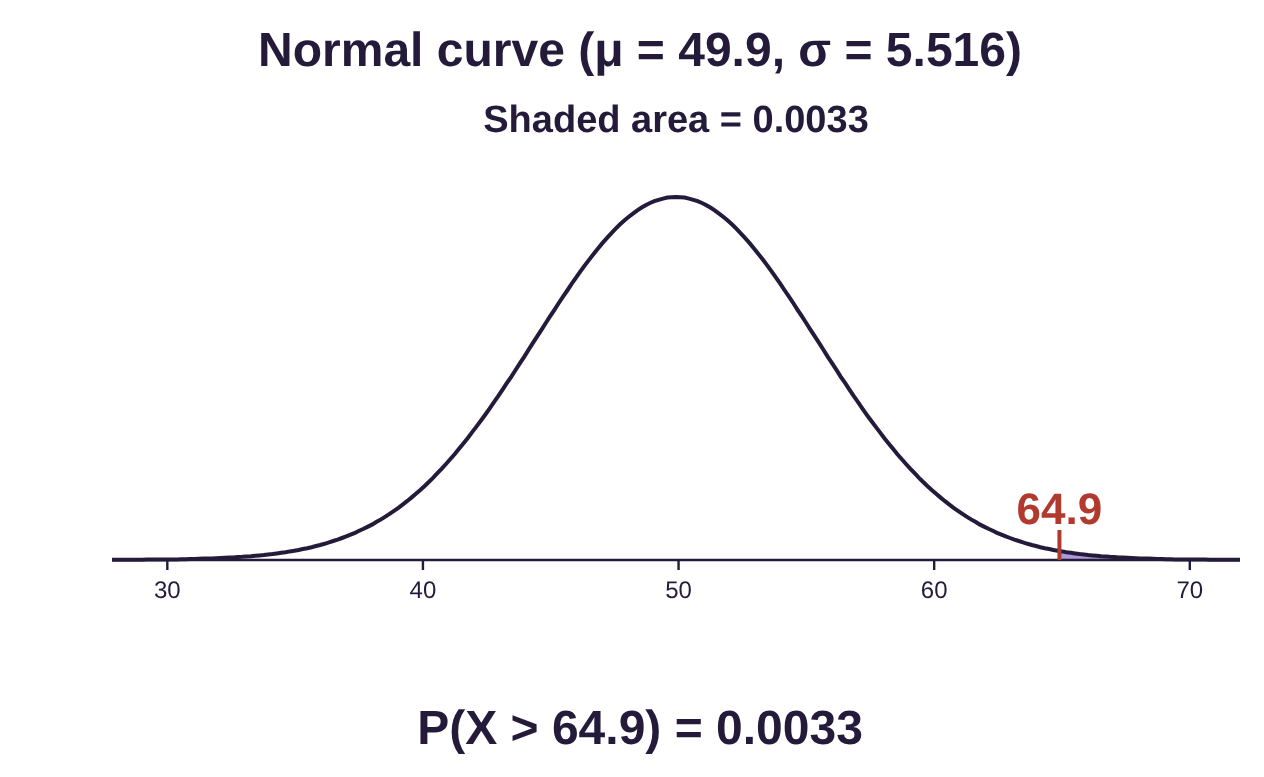 Normal curve (μ = 49.9, σ = 5.516)
Shaded area = 0.0033
64.9
30 40 50 60 70
P(X > 64.9) = 0.0033